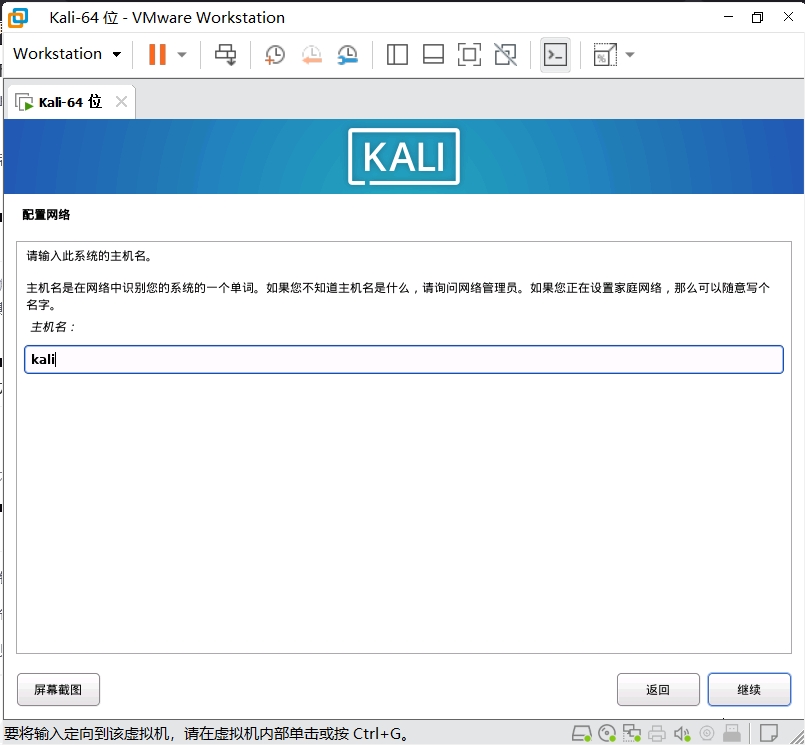 Kali-64 位 - VMware Workstation
Workstation
Kali-64 位
KALI
配置网络
请输入此系统的主机名。
主机名是在网络中识别您的系统的一个单词。如果您不知道主机名是什么，请询问网络管理员。如果您正在设置家庭网络，那么可以随意写个
名字。
主机名：
kali
屏幕截图
返回
继续
要将输入定向到该虚拟机，请在虚拟机内部单击或按 Ctrl+G。